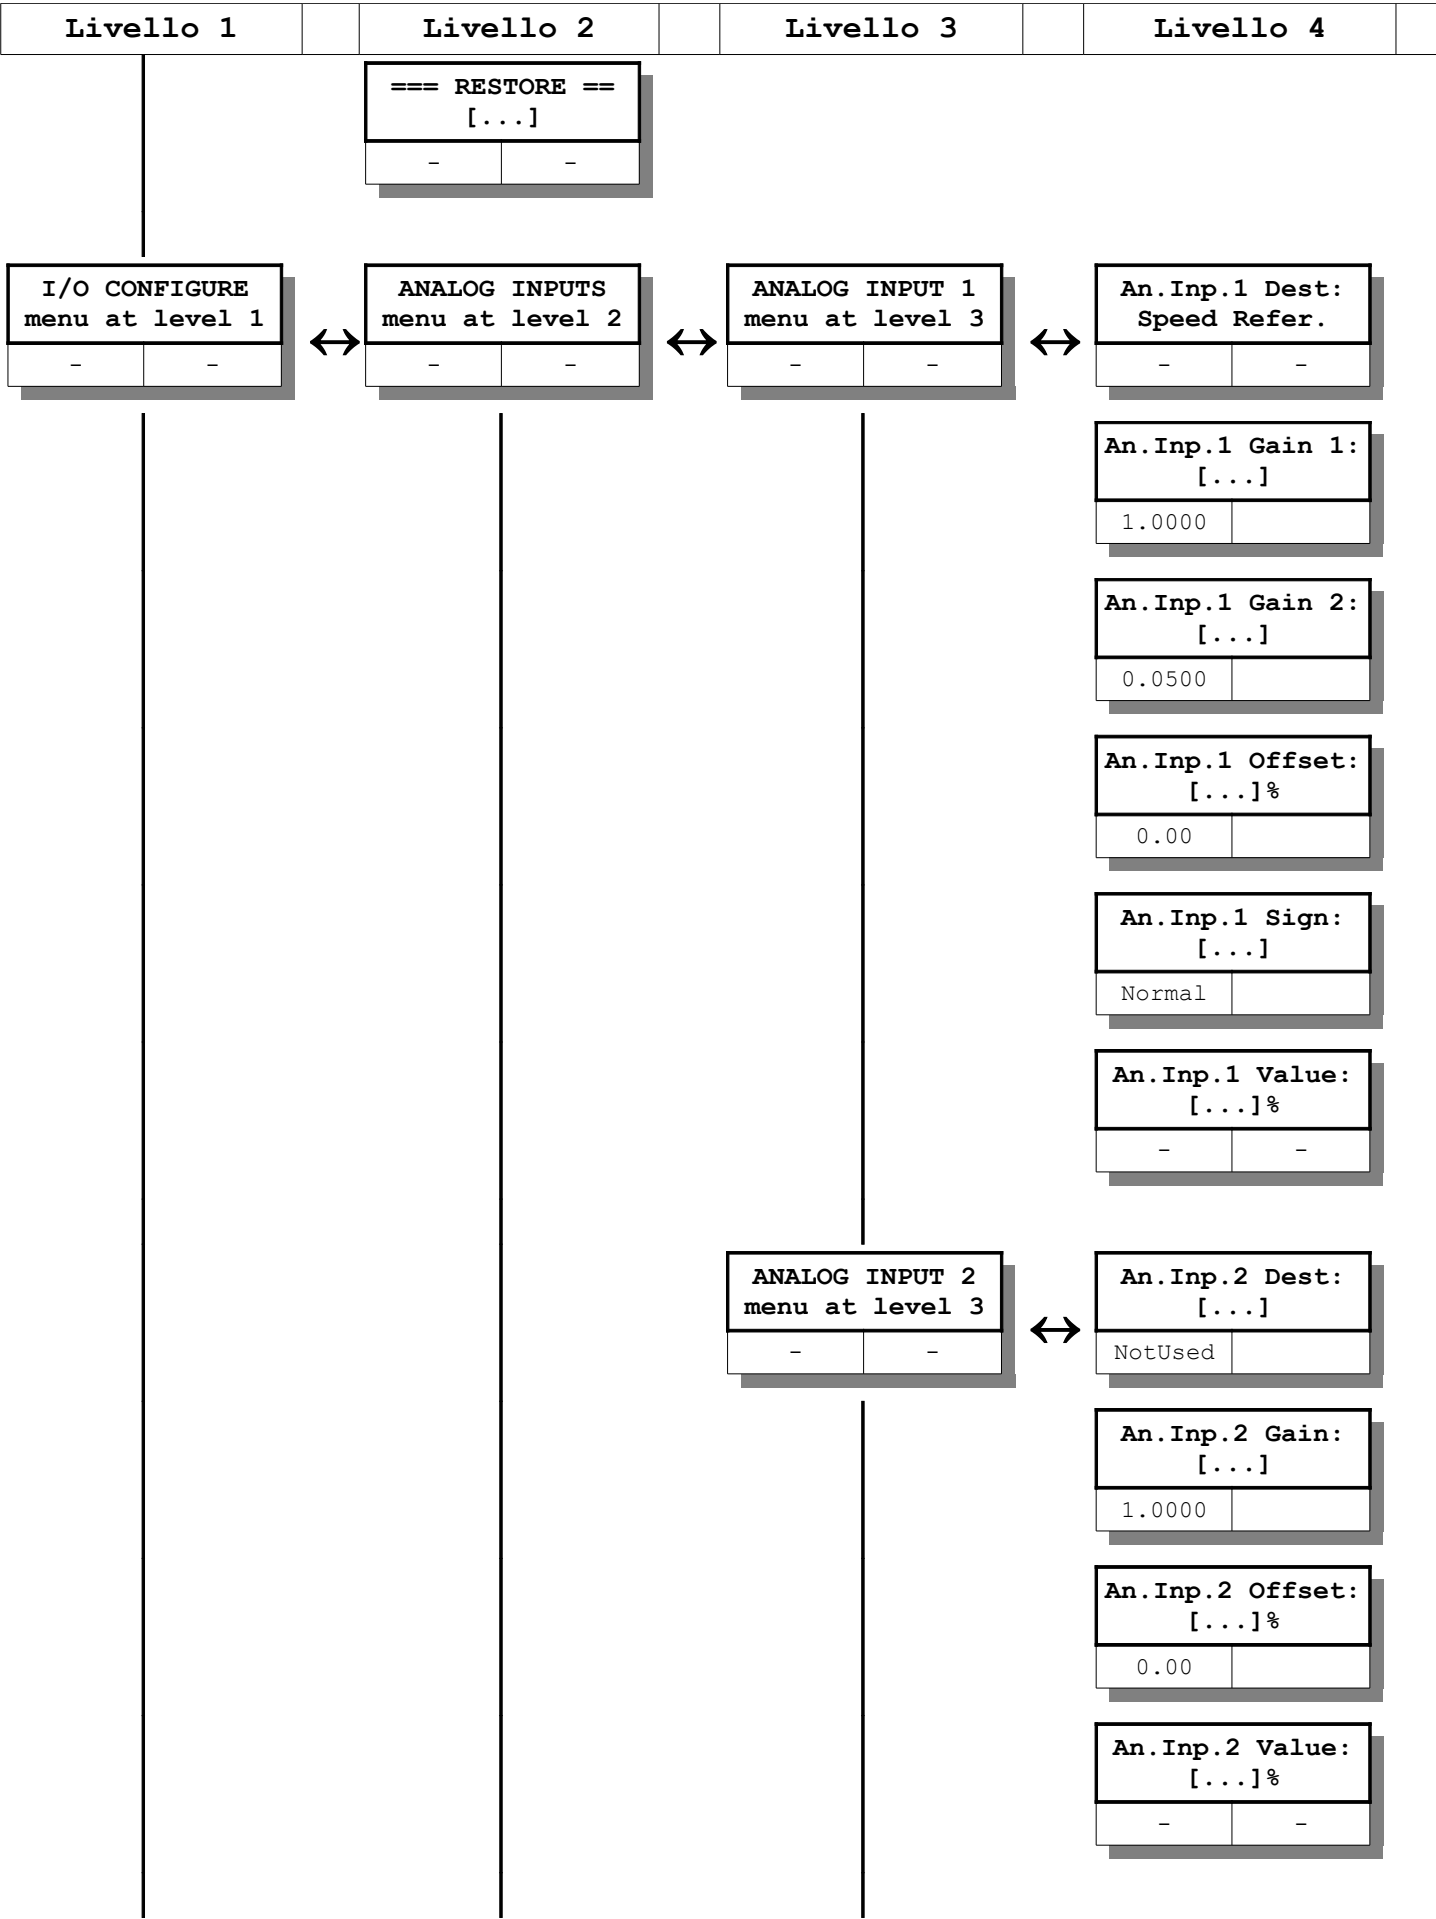 Livello 1 Livello 2 Livello 3 Livello 4
=== RESTORE ==
[...]
- -
I/O CONFIGURE
menu at level 1
- -
↔
ANALOG INPUTS
menu at level 2
- -
↔
ANALOG INPUT 1
menu at level 3
- -
↔
An.Inp.1 Dest:
Speed Refer.
- -
An.Inp.1 Gain 1:
[...]
1.0000
An.Inp.1 Gain 2:
[...]
0.0500
An.Inp.1 Offset:
[...]%
0.00
An.Inp.1 Sign:
[...]
Normal
An.Inp.1 Value:
[...]%
- -
ANALOG INPUT 2
menu at level 3
- -
↔
An.Inp.2 Dest:
[...]
NotUsed
An.Inp.2 Gain:
[...]
1.0000
An.Inp.2 Offset:
[...]%
0.00
An.Inp.2 Value:
[...]%
- -